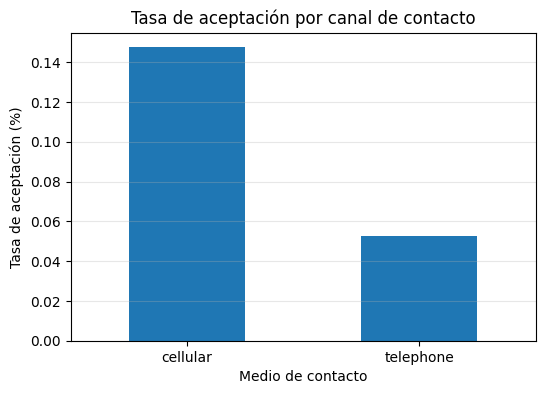 Tasa de aceptación por canal de contacto
Tasa de aceptación (%)
0.14
0.12
0.10
0.08
0.06
0.04
0.02
0.00
cellular
telephone
Medio de contacto